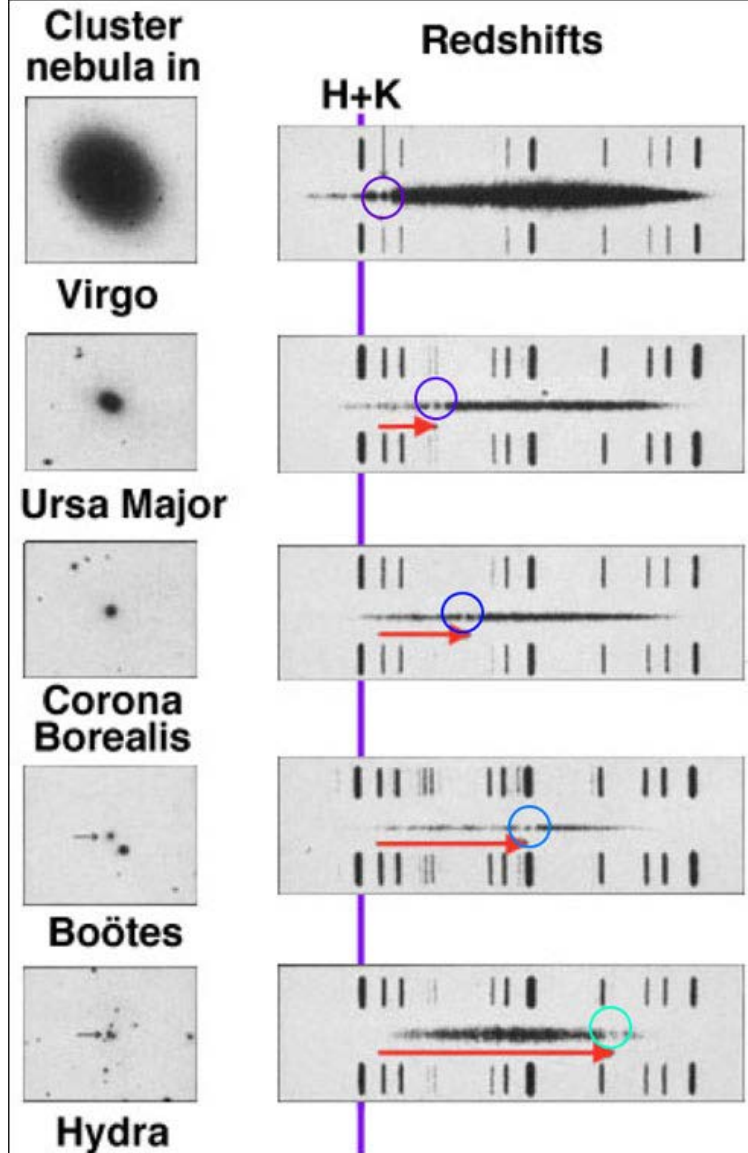 Cluster
nebula in
Redshifts
H+K
Virgo
Ursa Major
Corona
Borealis
Boötes
Hydra